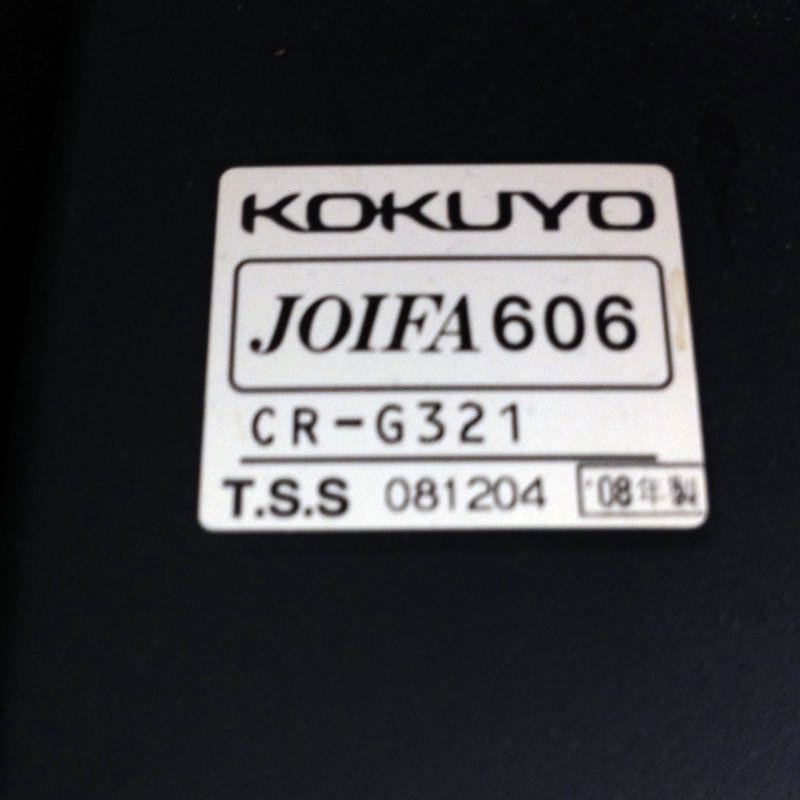 KOKUYO
JOIFA 606
CR-G321
T.S.S 081204 '08年製